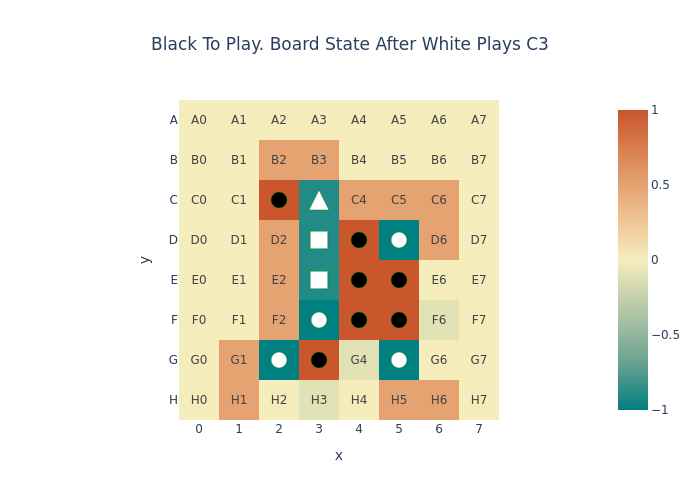 Black To Play. Board State After White Plays C3
A A0 A1 A2 A3 A4 A5 A6 A7
B B0 B1 B2 B3 B4 B5 B6 B7
C C0 C1 C4 C5 C6 C7
D D0 D1 D2 D6 D7
E E0 E1 E2 E6 E7
F F0 F1 F2 F6 F7
G G0 G1 G4 G6 G7
H H0 H1 H2 H3 H4 H5 H6 H7
0 1 2 3 4 5 6 7
x
y
1
0.5
0
−0.5
−1